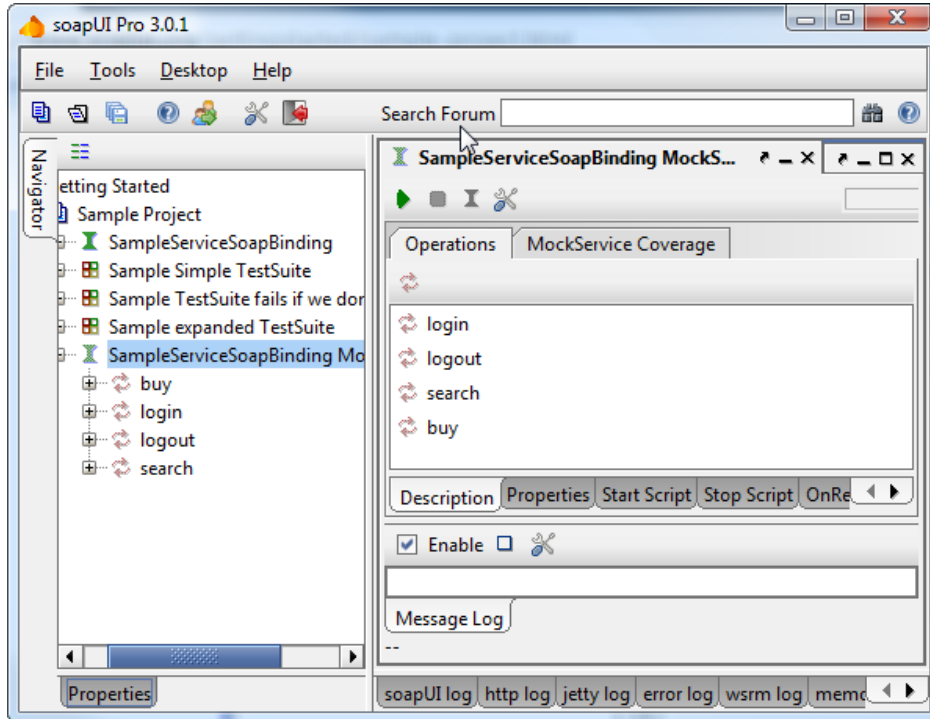 soapUI Pro 3.0.1
File Tools Desktop Help
Search Forum
Navigator
etting Started
Sample Project
SampleServiceSoapBinding
Sample Simple TestSuite
Sample TestSuite fails if we dor
Sample expanded TestSuite
SampleServiceSoapBinding Mo
buy
login
logout
search
Properties
SampleServiceSoapBinding MockS...
Operations MockService Coverage
login
logout
search
buy
Description Properties Start Script Stop Script OnRe
Enable
Message Log
--
soapUI log http log jetty log error log wsrm log memo